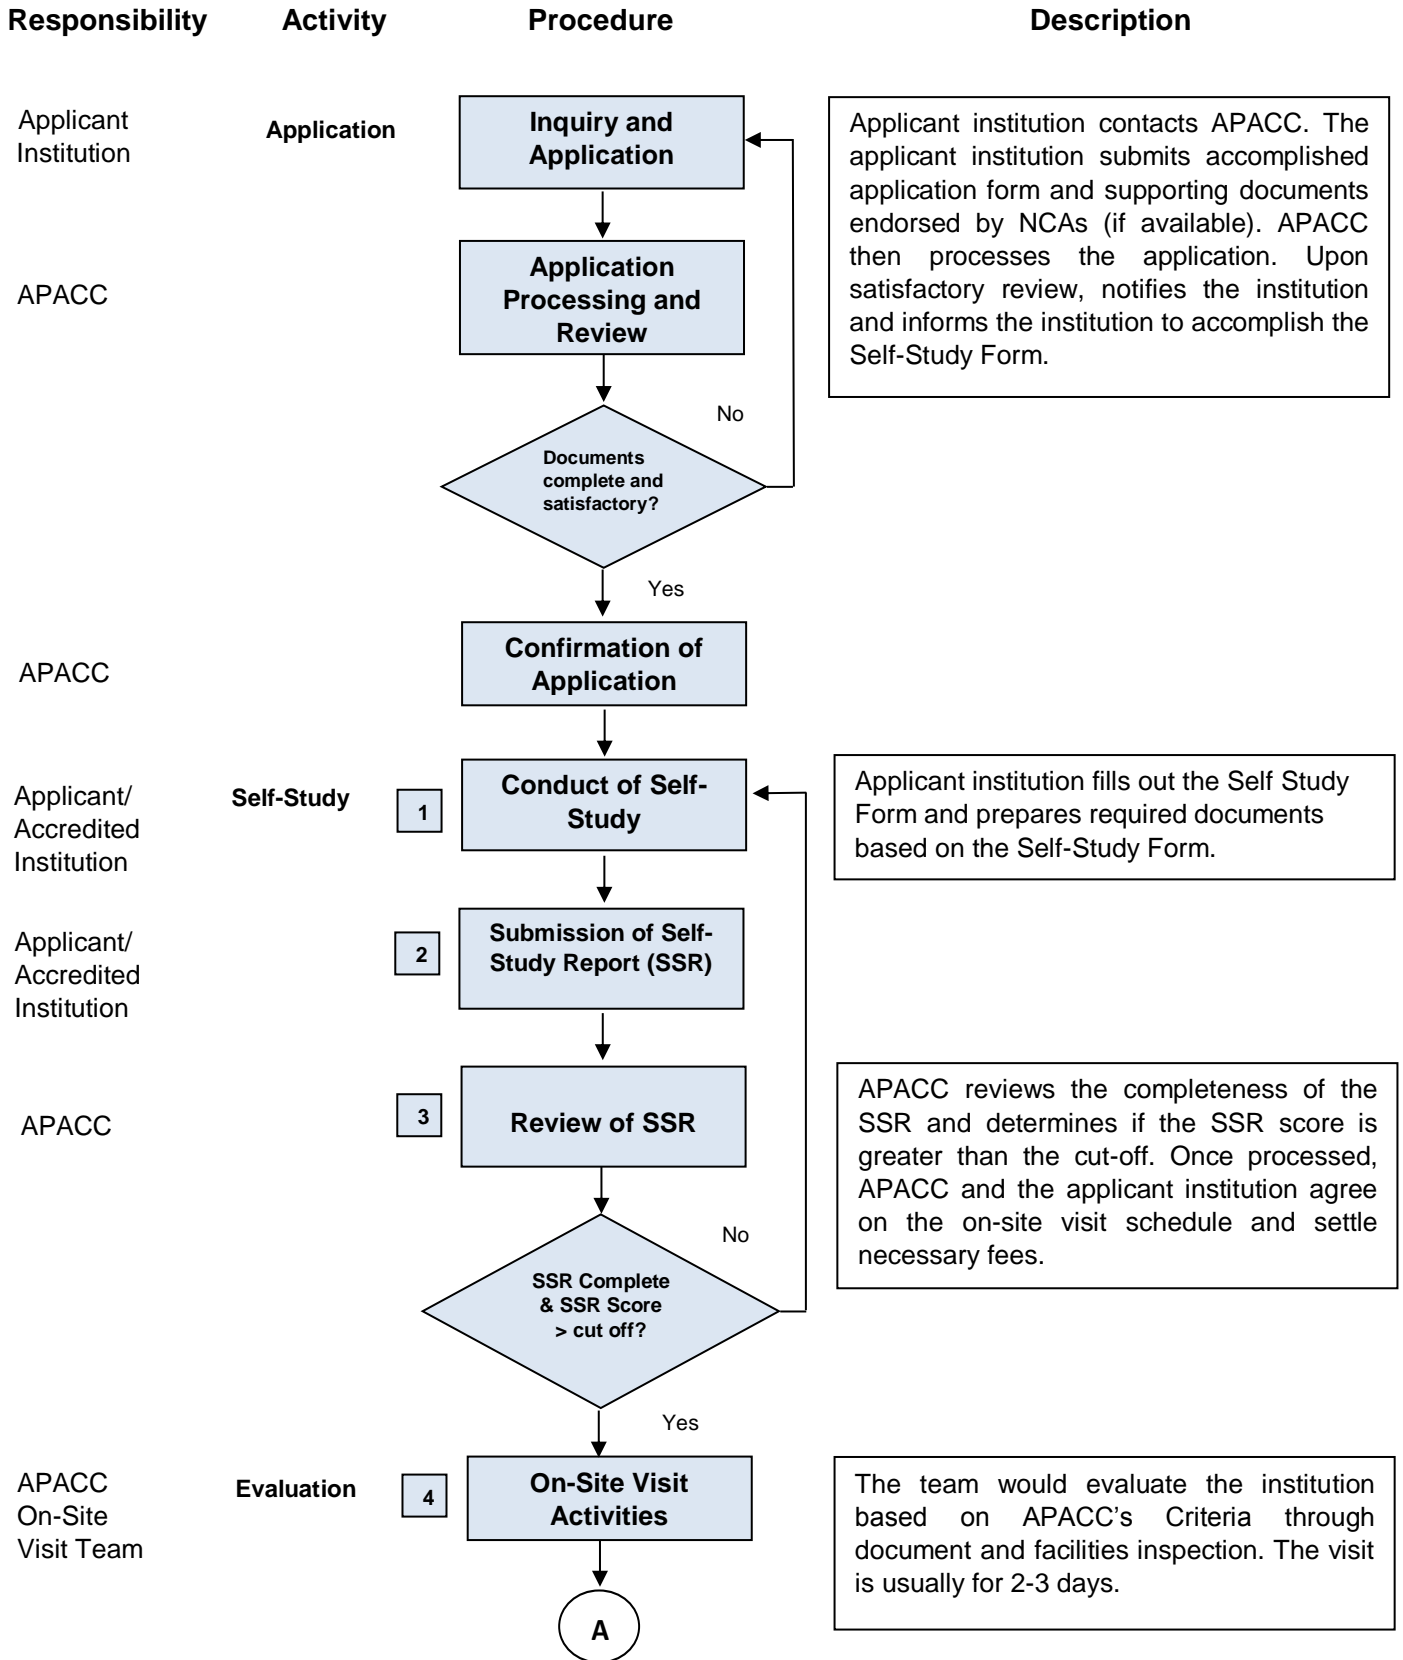 Responsibility Activity Procedure Description
Applicant
Institution
Application
Inquiry and
Application
Applicant institution contacts APACC. The
applicant institution submits accomplished
application form and supporting documents
endorsed by NCAs (if available). APACC
then processes the application. Upon
satisfactory review, notifies the institution
and informs the institution to accomplish the
Self-Study Form.
APACC
Application
Processing and
Review
No
Documents
complete and
satisfactory?
Yes
APACC
Confirmation of
Application
Applicant/
Accredited
Institution
Self-Study
1
Conduct of Self-
Study
Applicant institution fills out the Self Study
Form and prepares required documents
based on the Self-Study Form.
Applicant/
Accredited
Institution
2
Submission of Self-
Study Report (SSR)
APACC
3
Review of SSR
APACC reviews the completeness of the
SSR and determines if the SSR score is
greater than the cut-off. Once processed,
APACC and the applicant institution agree
on the on-site visit schedule and settle
necessary fees.
No
SSR Complete
& SSR Score
> cut off?
Yes
APACC
On-Site
Visit Team
Evaluation
4
On-Site Visit
Activities
The team would evaluate the institution
based on APACC's Criteria through
document and facilities inspection. The visit
is usually for 2-3 days.
A